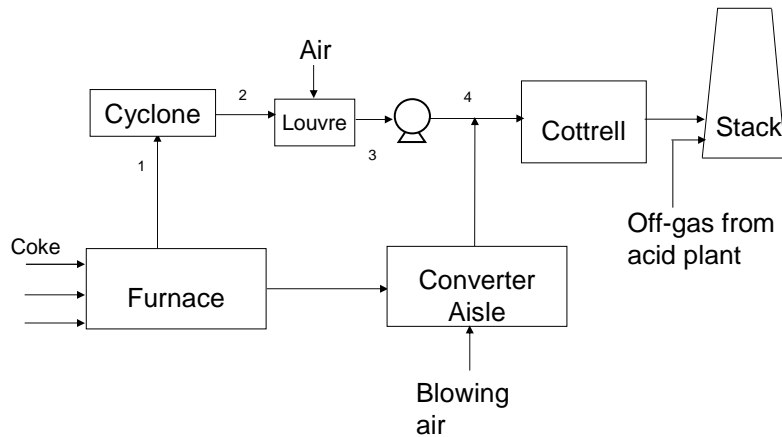 Air
2
4
Cyclone
Louvre
Cottrell
Stack
3
1
Off-gas from
acid plant
Coke
Furnace
Converter
Aisle
Blowing
air